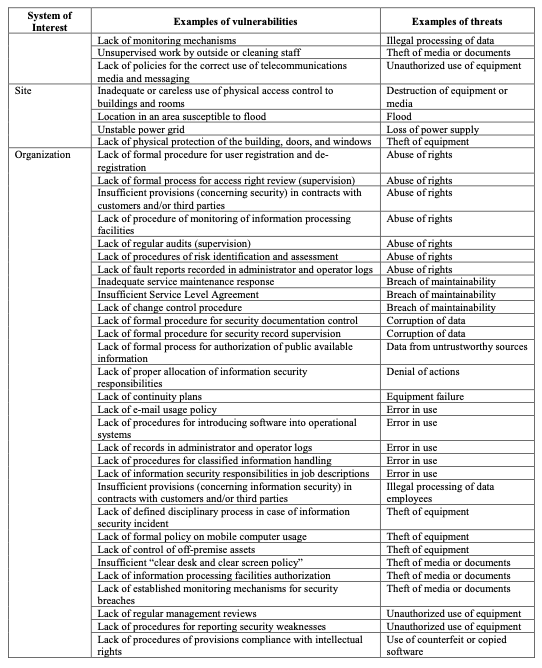 System of
Interest
Examples of vulnerabilities
Examples of threats
Lack of monitoring mechanisms
Illegal processing of data
Unsupervised work by outside or cleaning staff
Theft of media or documents
Lack of policies for the correct use of telecommunications
media and messaging
Unauthorized use of equipment
Site
Inadequate or careless use of physical access control to
buildings and rooms
Destruction of equipment or
media
Location in an area susceptible to flood
Flood
Unstable power grid
Loss of power supply
Lack of physical protection of the building, doors, and windows
Theft of equipment
Organization
Lack of formal procedure for user registration and de-
registration
Abuse of rights
Lack of formal process for access right review (supervision)
Abuse of rights
Insufficient provisions (concerning security) in contracts with
customers and/or third parties
Abuse of rights
Lack of procedure of monitoring of information processing
facilities
Abuse of rights
Lack of regular audits (supervision)
Abuse of rights
Lack of procedures of risk identification and assessment
Abuse of rights
Lack of fault reports recorded in administrator and operator logs
Abuse of rights
Inadequate service maintenance response
Breach of maintainability
Insufficient Service Level Agreement
Breach of maintainability
Lack of change control procedure
Breach of maintainability
Lack of formal procedure for security documentation control
Corruption of data
Lack of formal procedure for security record supervision
Corruption of data
Lack of formal process for authorization of public available
information
Data from untrustworthy sources
Lack of proper allocation of information security
responsibilities
Denial of actions
Lack of continuity plans
Equipment failure
Lack of e-mail usage policy
Error in use
Lack of procedures for introducing software into operational
systems
Error in use
Lack of records in administrator and operator logs
Error in use
Lack of procedures for classified information handling
Error in use
Lack of information security responsibilities in job descriptions
Error in use
Insufficient provisions (concerning information security) in
contracts with customers and/or third parties
Illegal processing of data
employees
Lack of defined disciplinary process in case of information
security incident
Theft of equipment
Lack of formal policy on mobile computer usage
Theft of equipment
Lack of control of off-premise assets
Theft of equipment
Insufficient “clear desk and clear screen policy”
Theft of media or documents
Lack of information processing facilities authorization
Theft of media or documents
Lack of established monitoring mechanisms for security
breaches
Theft of media or documents
Lack of regular management reviews
Unauthorized use of equipment
Lack of procedures for reporting security weaknesses
Unauthorized use of equipment
Lack of procedures of provisions compliance with intellectual
rights
Use of counterfeit or copied
software